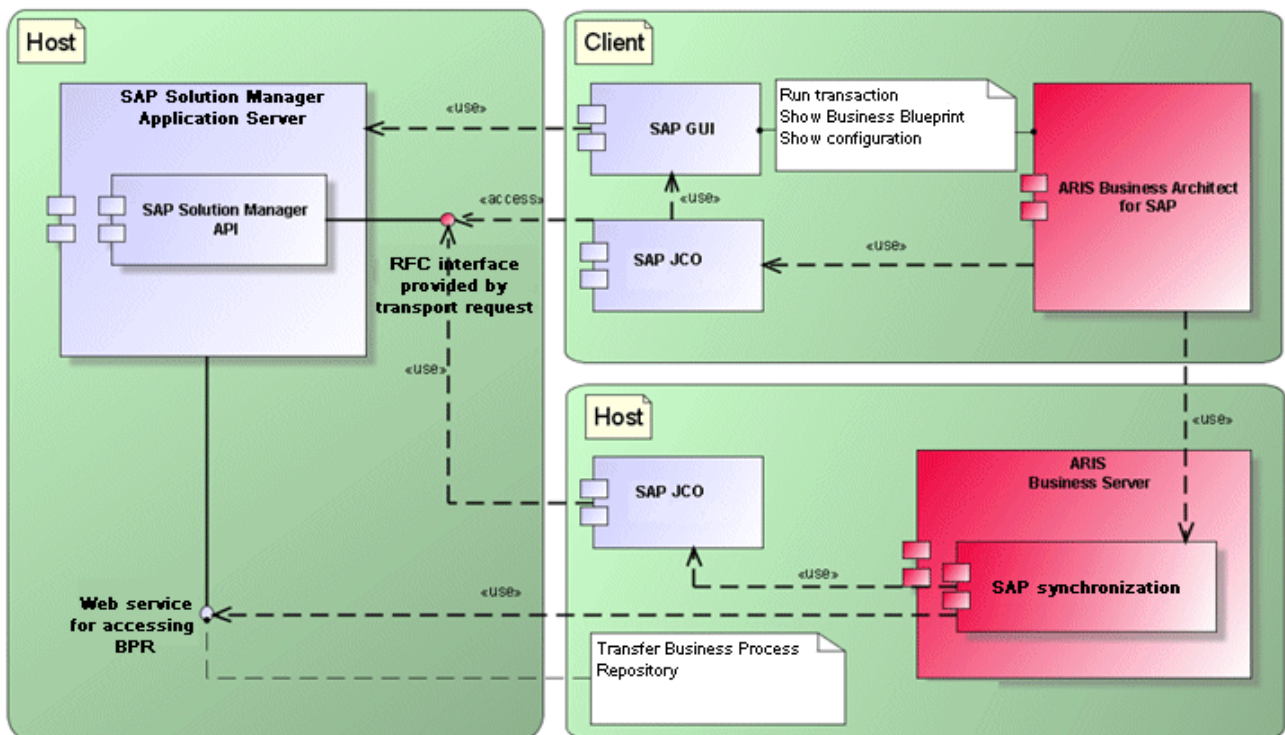 Host
SAP Solution Manager
Application Server
SAP Solution Manager
API
«use»
«access»
RFC interface
provided by
transport request
«use»
Web service
for accessing
BPR
Client
SAP GUI
Run transaction
Show Business Blueprint
Show configuration
«use»
SAP JCO
«use»
ARIS Business Architect
for SAP
«use»
Host
SAP JCO
ARIS
Business Server
«use»
SAP synchronization
«use»
Transfer Business Process
Repository